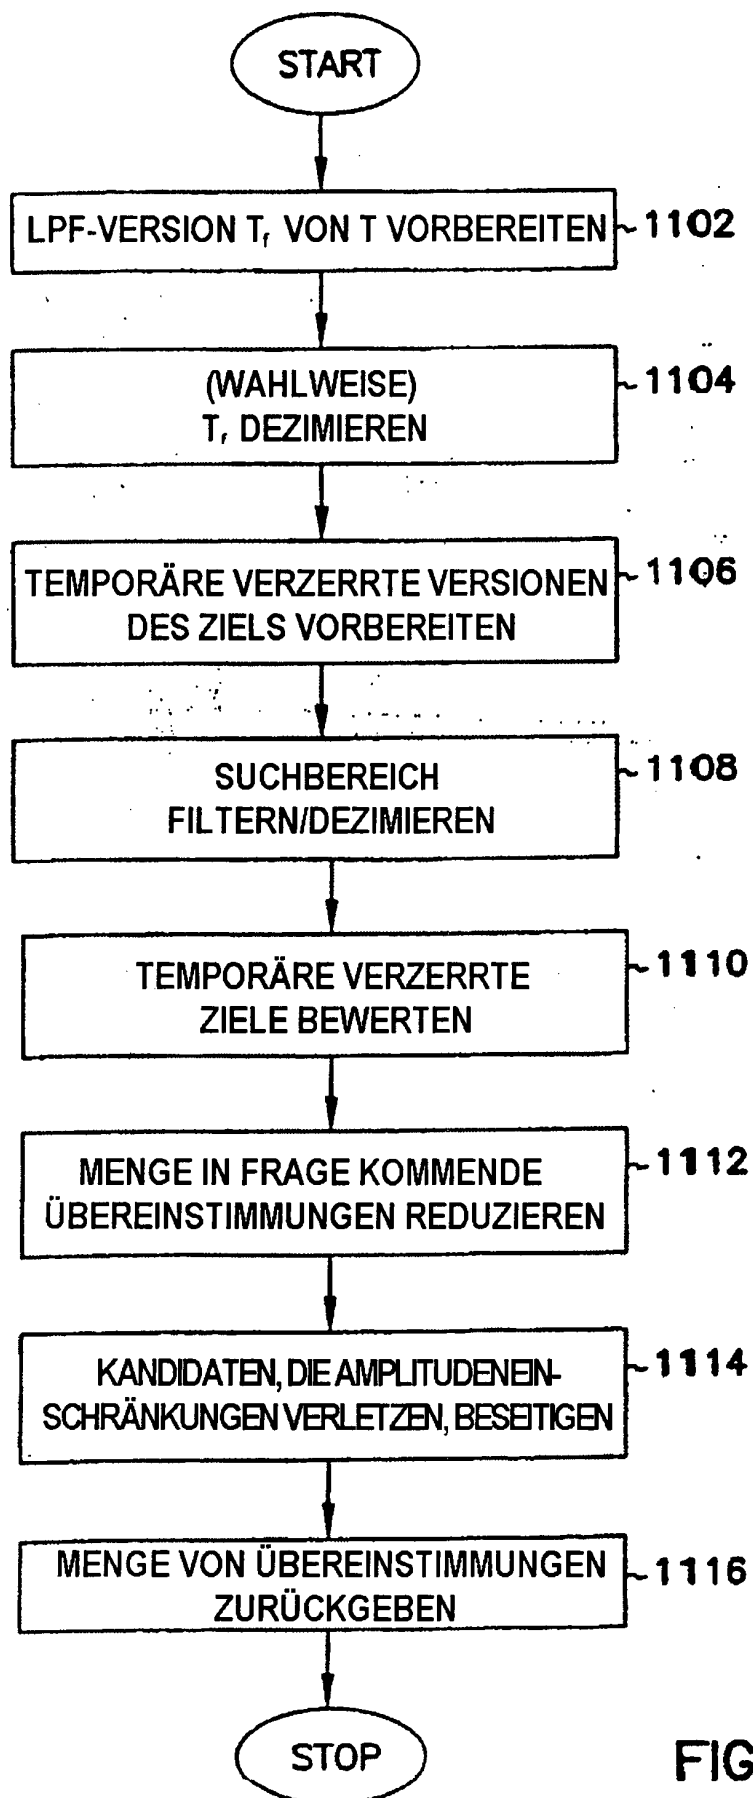 START
LPF-VERSION Tᵣ VON T VORBEREITEN
1102
(WAHLWEISE)
Tᵣ DEZIMIEREN
1104
TEMPORÄRE VERZERRTE VERSIONEN
DES ZIELS VORBEREITEN
1106
SUCHBEREICH
FILTERN/DEZIMIEREN
1108
TEMPORÄRE VERZERRTE
ZIELE BEWERTEN
1110
MENGE IN FRAGE KOMMENDE
ÜBEREINSTIMMUNGEN REDUZIEREN
1112
KANDIDATEN, DIE AMPLITUDENEIN-
SCHRÄNKUNGEN VERLETZEN, BESEITIGEN
1114
MENGE VON ÜBEREINSTIMMUNGEN
ZURÜCKGEBEN
1116
STOP
FIG